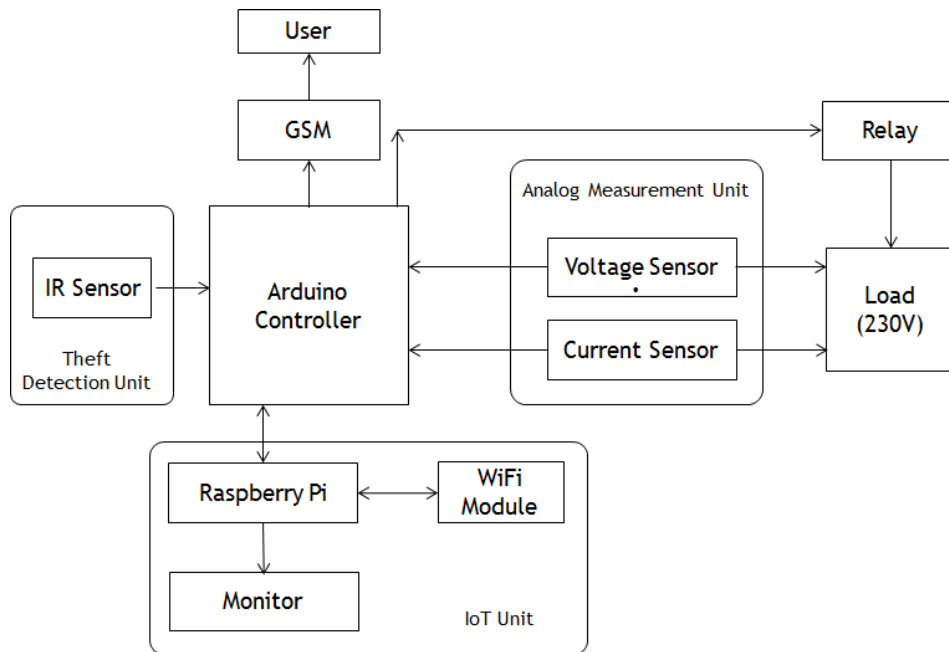 User
GSM
Relay
Analog Measurement Unit
IR Sensor
Theft
Detection Unit
Arduino
Controller
Voltage Sensor
Current Sensor
Load
(230V)
Raspberry Pi
WiFi
Module
Monitor
IoT Unit